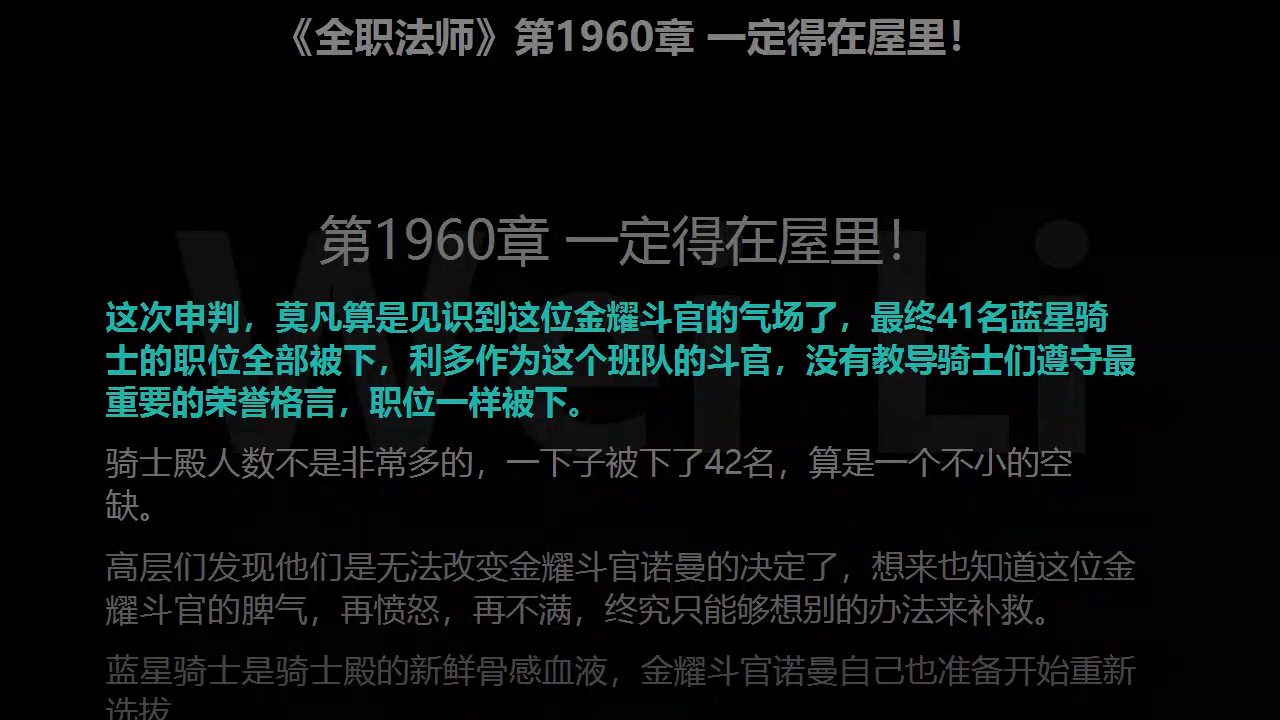 《全职法师》第1960章 一定得在屋里！
第1960章 一定得在屋里！
Wei Li
这次申判，莫凡算是见识到这位金耀斗官的气场了，最终41名蓝星骑
士的职位全部被下，利多作为这个班队的斗官，没有教导骑士们遵守最
重要的荣誉格言，职位一样被下。
骑士殿人数不是非常多的，一下子被下了42名，算是一个不小的空
缺。
高层们发现他们是无法改变金耀斗官诺曼的决定了，想来也知道这位金
耀斗官的脾气，再愤怒，再不满，终究只能够想别的办法来补救。
蓝星骑士是骑士殿的新鲜骨感血液，金耀斗官诺曼自己也准备开始重新
选拔